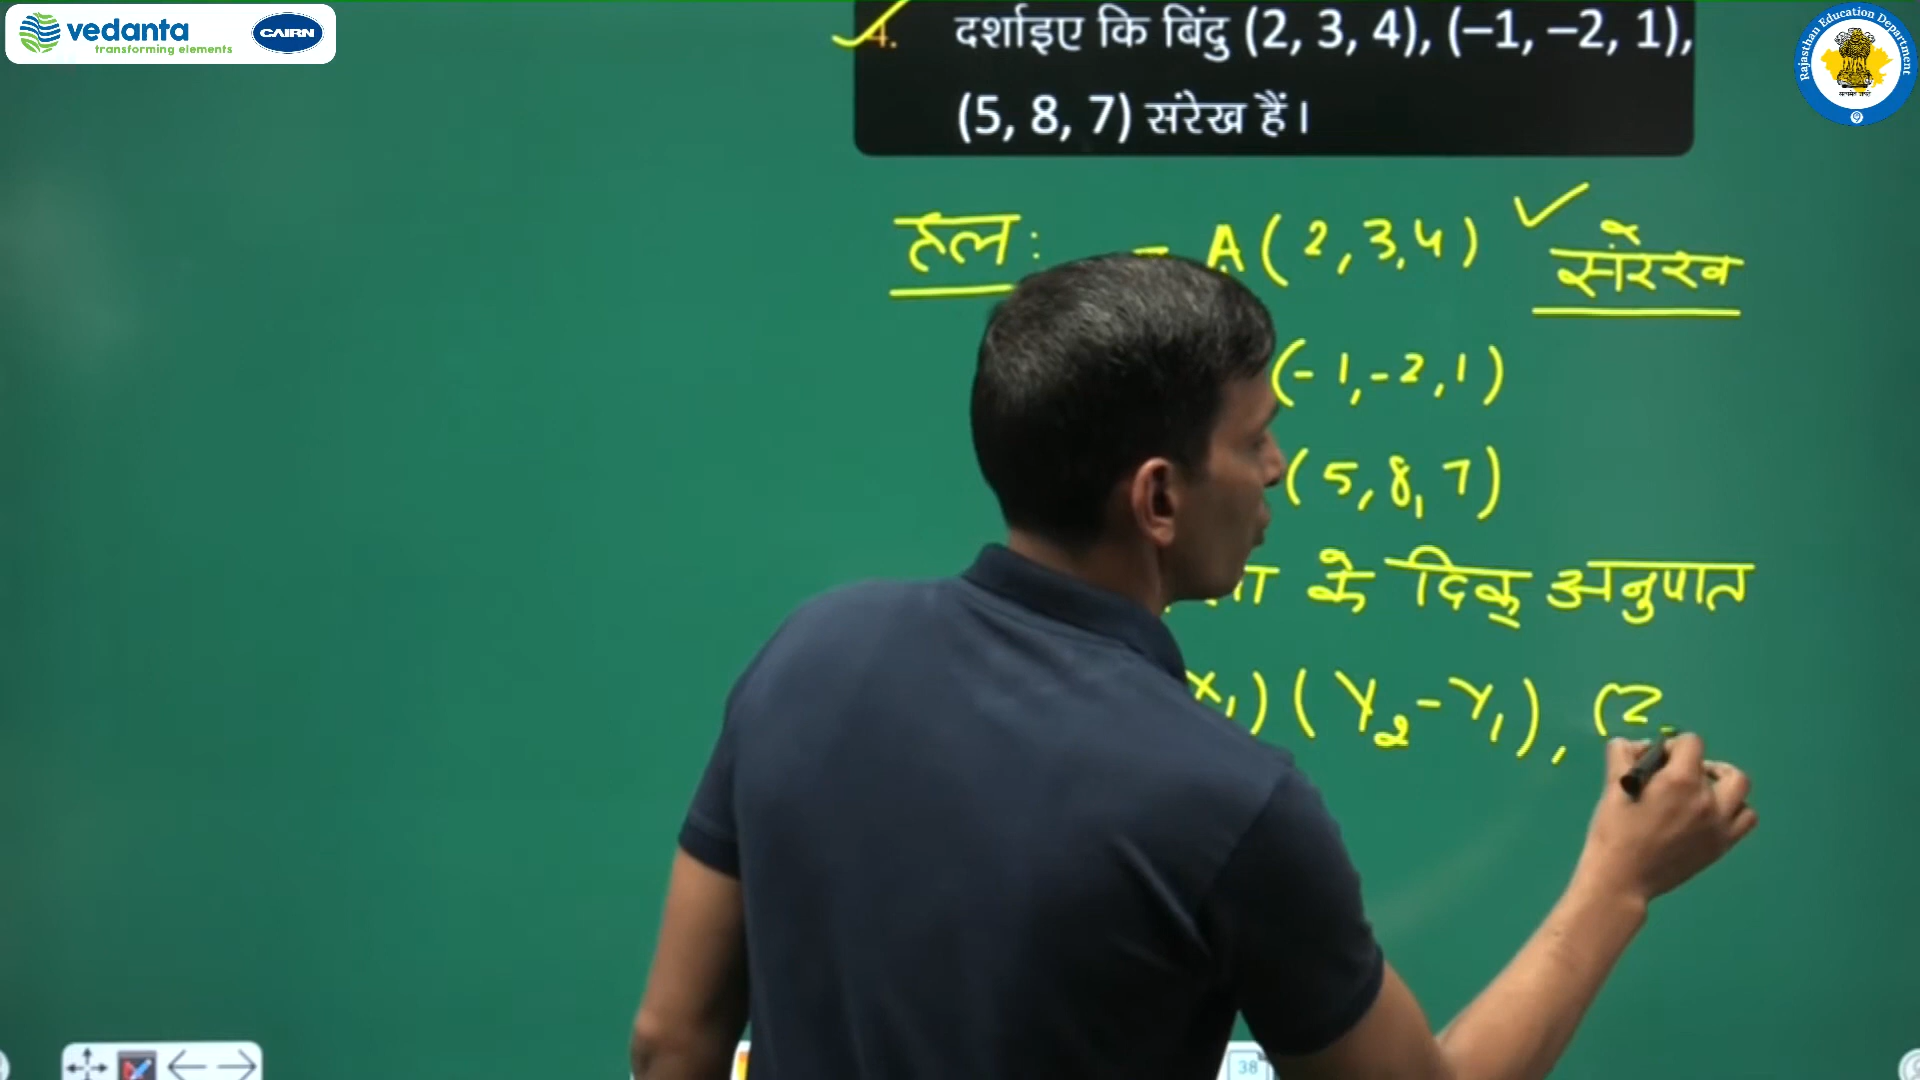 vedanta
transforming elements
CAIRN
4. दर्शाइए कि बिंदु (2, 3, 4), (–1, –2, 1),
(5, 8, 7) संरेख हैं।
Rajasthan Education Department
हल : – A ( 2, 3, 4 ) संरेख
( - 1, - 2, 1 )
( 5, 8, 7 )
के दिक् अनुपात
x₁) ( y₂ - y₁ ), ( z
38